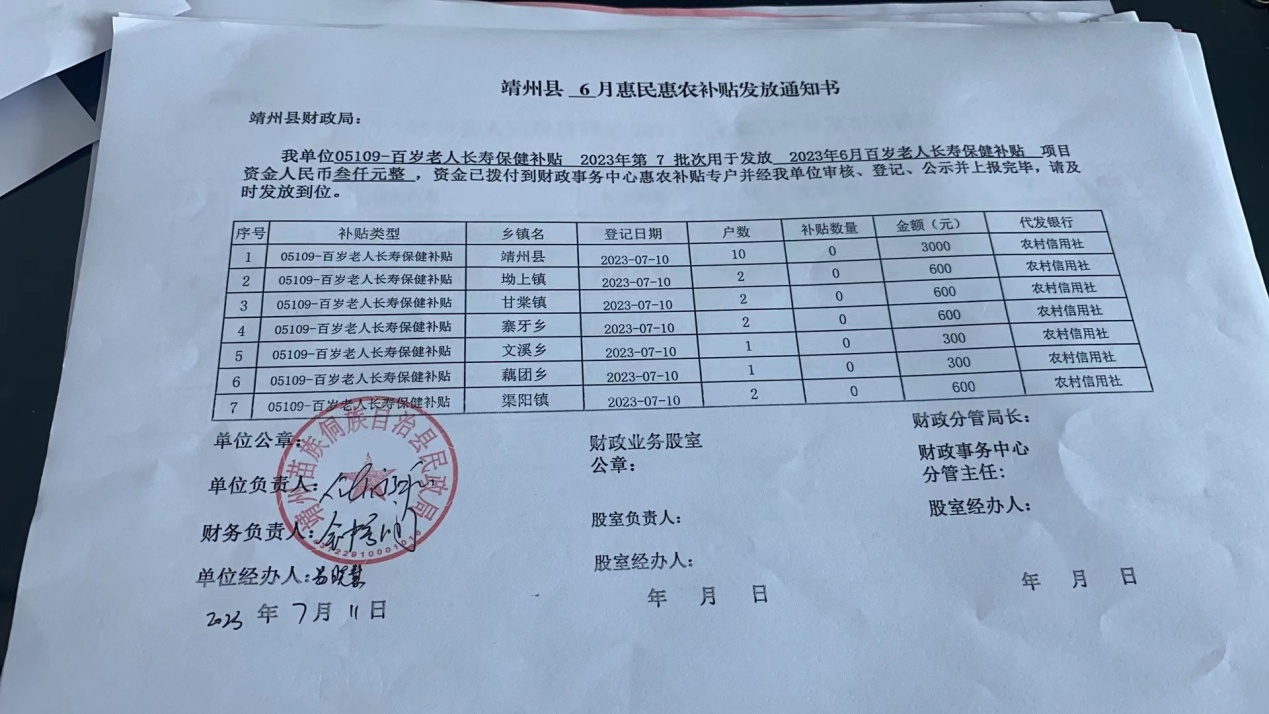 靖州县 6 月惠民惠农补贴发放通知书
靖州县财政局：
我单位05109-百岁老人长寿保健补贴 2023年第 7 批次用于发放 2023年6月百岁老人长寿保健补贴 项目
资金人民币叁仟元整，资金已拨付到财政事务中心惠农补贴专户并经我单位审核、登记、公示并上报完毕，请及
时发放到位。
序号 补贴类型 乡镇名 登记日期 户数 补贴数量 金额（元） 代发银行
1 05109-百岁老人长寿保健补贴 靖州县 2023-07-10 10 0 3000 农村信用社
2 05109-百岁老人长寿保健补贴 坳上镇 2023-07-10 2 0 600 农村信用社
3 05109-百岁老人长寿保健补贴 甘棠镇 2023-07-10 2 0 600 农村信用社
4 05109-百岁老人长寿保健补贴 寨牙乡 2023-07-10 2 0 600 农村信用社
5 05109-百岁老人长寿保健补贴 文溪乡 2023-07-10 1 0 300 农村信用社
6 05109-百岁老人长寿保健补贴 藕团乡 2023-07-10 1 0 300 农村信用社
7 05109-百岁老人长寿保健补贴 渠阳镇 2023-07-10 2 0 600 农村信用社
单位公章：
靖州苗族侗族自治县民政局
单位负责人：
财务负责人：
单位经办人：
2023 年 7 月 11 日
财政业务股室
公章：
股室负责人：
股室经办人：
年 月 日
财政分管局长：
财政事务中心
分管主任：
股室经办人：
年 月 日